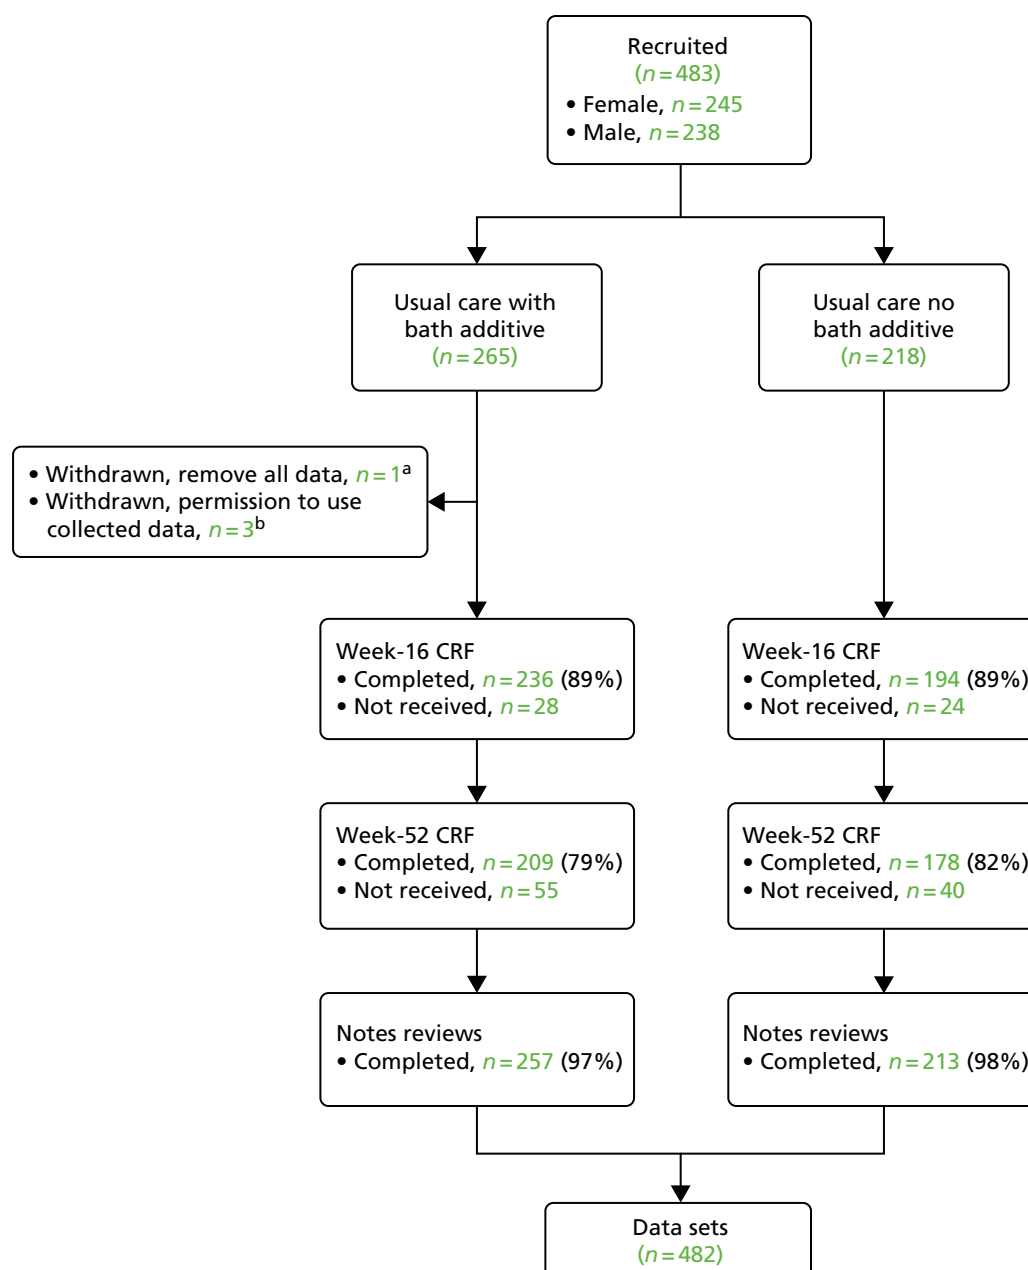 Recruited
(n=483)
• Female, n=245
• Male, n=238
Usual care with
bath additive
(n=265)
Usual care no
bath additive
(n=218)
• Withdrawn, remove all data, n=1ᵃ
• Withdrawn, permission to use
collected data, n=3ᵇ
Week-16 CRF
• Completed, n=236 (89%)
• Not received, n=28
Week-16 CRF
• Completed, n=194 (89%)
• Not received, n=24
Week-52 CRF
• Completed, n=209 (79%)
• Not received, n=55
Week-52 CRF
• Completed, n=178 (82%)
• Not received, n=40
Notes reviews
• Completed, n=257 (97%)
Notes reviews
• Completed, n=213 (98%)
Data sets
(n=482)